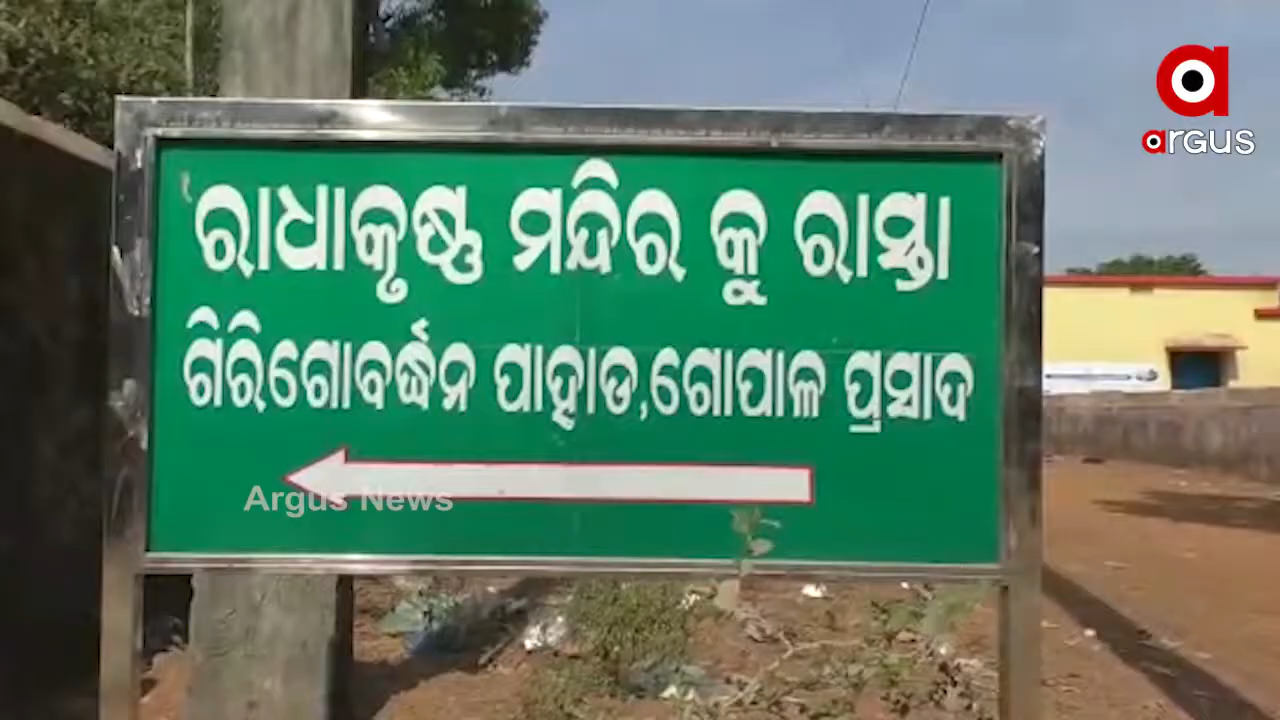 ରାଧାକୃଷ୍ଣ ମନ୍ଦିର କୁ ରାସ୍ତା
ଗିରିଗୋବର୍ଦ୍ଧନ ପାହାଡ,ଗୋପାଳ ପ୍ରସାଦ
Argus News
a
argus